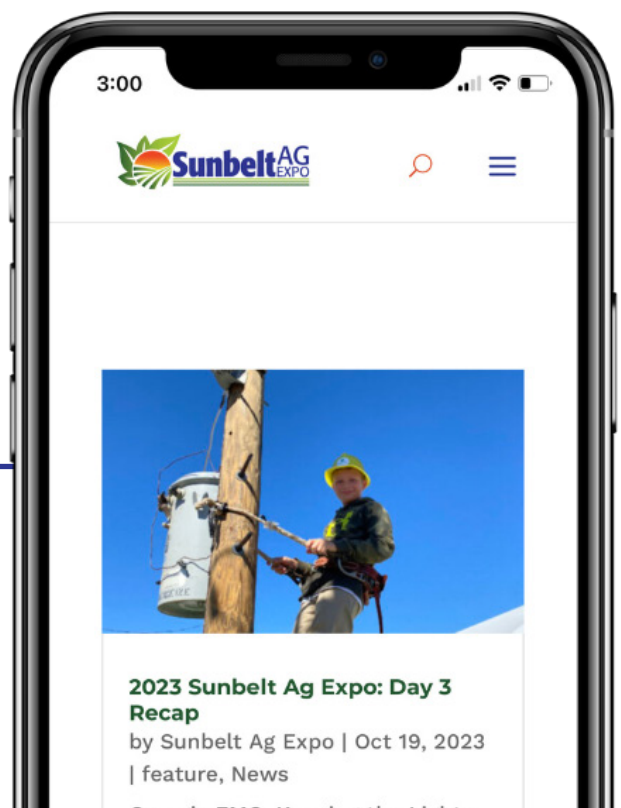 3:00
Sunbelt AG
EXPO
2023 Sunbelt Ag Expo: Day 3
Recap
by Sunbelt Ag Expo | Oct 19, 2023
| feature, News